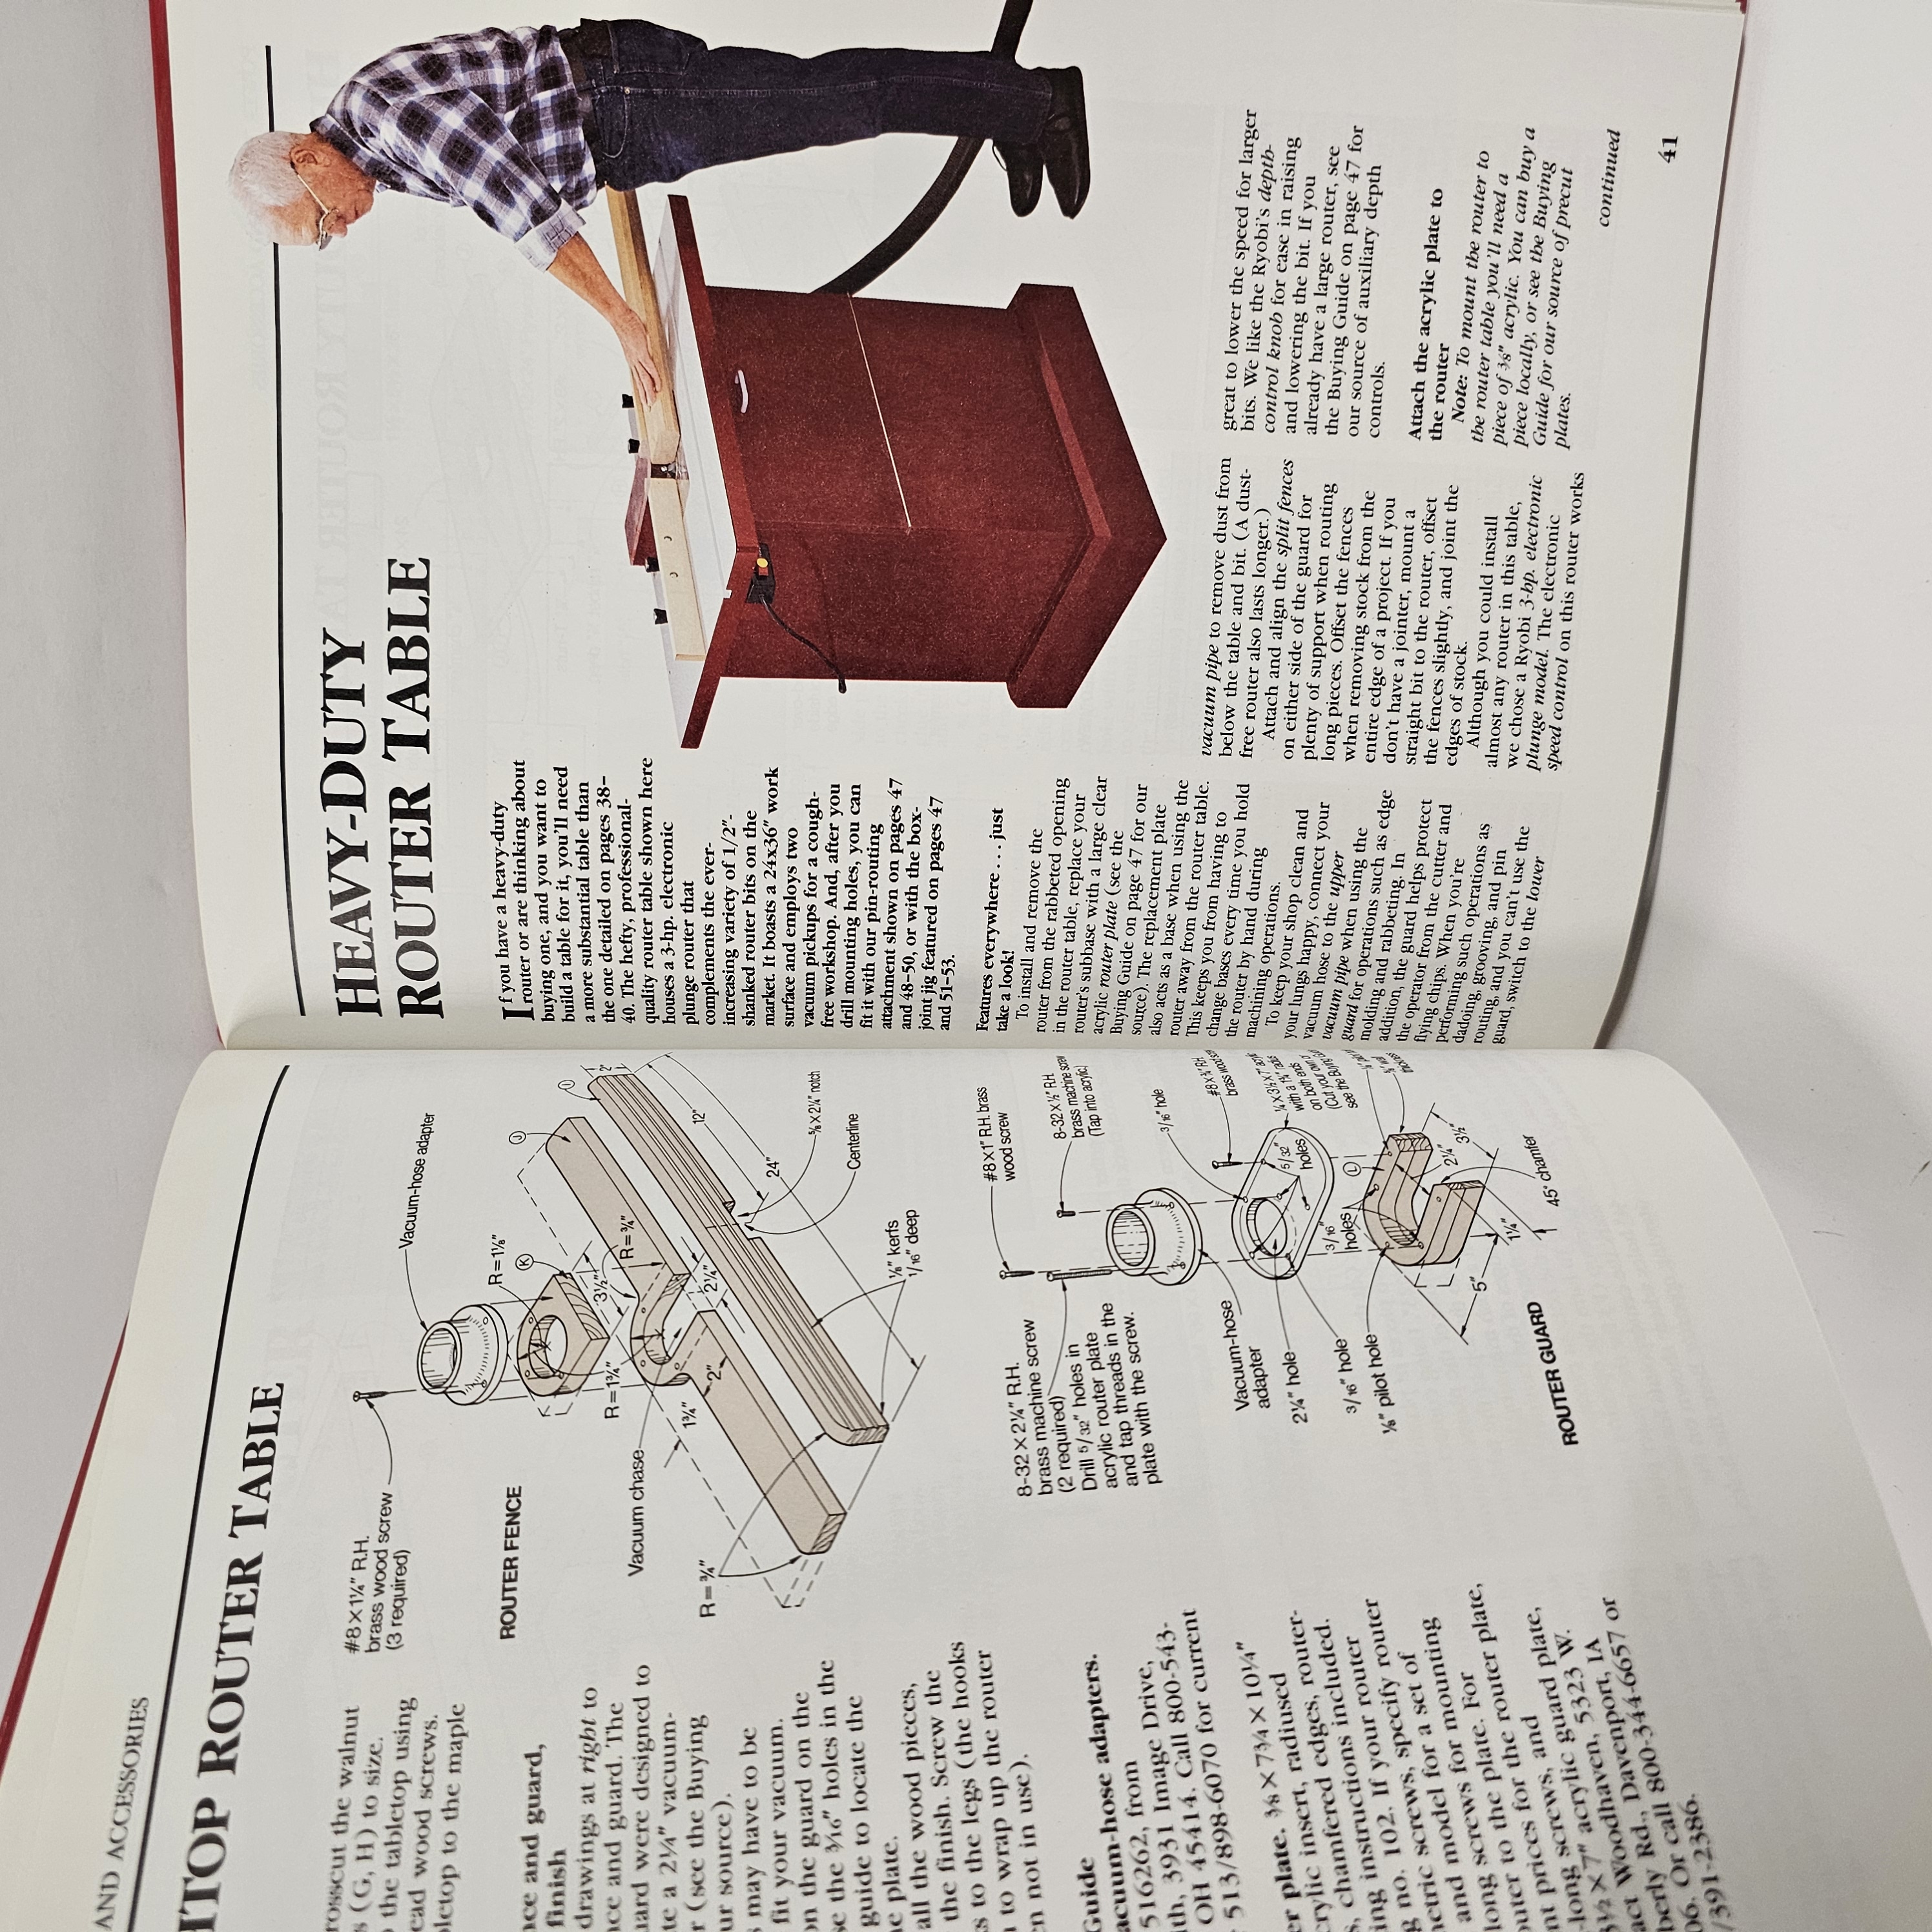 AND ACCESSORIES
ROUTER TABLE
the walnut
(G, H) to size.
the tabletop using
wood screws.
to the maple
and guard,
finish
drawings at right to
and guard. The
were designed to
a 2¼" vacuum-
(see the Buying
source).
may have to be
fit your vacuum.
on the guard on the
the 3/16" holes in the
guide to locate the
plate.
all the wood pieces,
the finish. Screw the
to the legs (the hooks
to wrap up the router
not in use).
Guide
vacuum-hose adapters.
516262, from
3931 Image Drive,
OH 45414. Call 800-543-
513/898-6070 for current
plate. ⅜ × 7¾ × 10¼"
acrylic insert, radiused
chamfered edges, router-
instructions included.
no. 102. If your router
metric screws, specify router
and model for a set of
long screws for mounting
router to the plate. For
prices for the router plate,
-long screws, and
3½ × 7" acrylic guard plate,
Woodhaven, 5323 W.
Rd., Davenport, IA
Or call 800-344-6657 or
/391-2386.
#8 × 1¼" R.H.
brass wood screw
(3 required)
Vacuum-hose adapter
ROUTER FENCE
R=1⅛"
K
J
I
R=1¾"
3½"
R=¾"
2"
Vacuum chase
1¾"
R=¾"
2"
2¼"
12"
24"
⅝ × 2¼" notch
Centerline
⅛" kerfs
1/16" deep
#8 × 1" R.H. brass
wood screw
8-32 × 2¼" R.H.
brass machine screw
(2 required)
Drill 5/32" holes in
acrylic router plate
and tap threads in the
plate with the screw.
8-32 × ½" R.H.
brass machine screw
(Tap into acrylic)
3/16" hole
#8 × ¾" R.H.
brass wood
Vacuum-hose
adapter
2¼" hole
5/32"
holes
¼ × 3½ × 7" acrylic
with a 1¾" radius
on both ends
(Cut your own or
see the Buying
3/16" hole
3/16"
holes
L
⅛" pilot hole
2¼"
3½"
5"
1¼"
45° chamfer
ROUTER GUARD
HEAVY-DUTY
ROUTER TABLE
If you have a heavy-duty
router or are thinking about
buying one, and you want to
build a table for it, you'll need
a more substantial table than
the one detailed on pages 38–
40. The hefty, professional-
quality router table shown here
houses a 3-hp. electronic
plunge router that
complements the ever-
increasing variety of 1/2"-
shanked router bits on the
market. It boasts a 24x36" work
surface and employs two
vacuum pickups for a cough-
free workshop. And, after you
drill mounting holes, you can
fit it with our pin-routing
attachment shown on pages 47
and 48–50, or with the box-
joint jig featured on pages 47
and 51–53.
Features everywhere . . . just
take a look!
To install and remove the
router from the rabbeted opening
in the router table, replace your
router's subbase with a large clear
acrylic router plate (see the
Buying Guide on page 47 for our
source). The replacement plate
also acts as a base when using the
router away from the router table.
This keeps you from having to
change bases every time you hold
the router by hand during
machining operations.
To keep your shop clean and
your lungs happy, connect your
vacuum hose to the upper
vacuum pipe when using the
guard for operations such as edge
molding and rabbeting. In
addition, the guard helps protect
the operator from the cutter and
flying chips. When you're
performing such operations as
dadoing, grooving, and pin
routing, and you can't use the
guard, switch to the lower
vacuum pipe to remove dust from
below the table and bit. (A dust-
free router also lasts longer.)
Attach and align the split fences
on either side of the guard for
plenty of support when routing
long pieces. Offset the fences
when removing stock from the
entire edge of a project. If you
don't have a jointer, mount a
straight bit to the router, offset
the fences slightly, and joint the
edges of stock.
Although you could install
almost any router in this table,
we chose a Ryobi 3-hp. electronic
plunge model. The electronic
speed control on this router works
great to lower the speed for larger
bits. We like the Ryobi's depth-
control knob for ease in raising
and lowering the bit. If you
already have a large router, see
the Buying Guide on page 47 for
our source of auxiliary depth
controls.
Attach the acrylic plate to
the router
Note: To mount the router to
the router table you'll need a
piece of ⅜" acrylic. You can buy a
piece locally, or see the Buying
Guide for our source of precut
plates.
continued
41